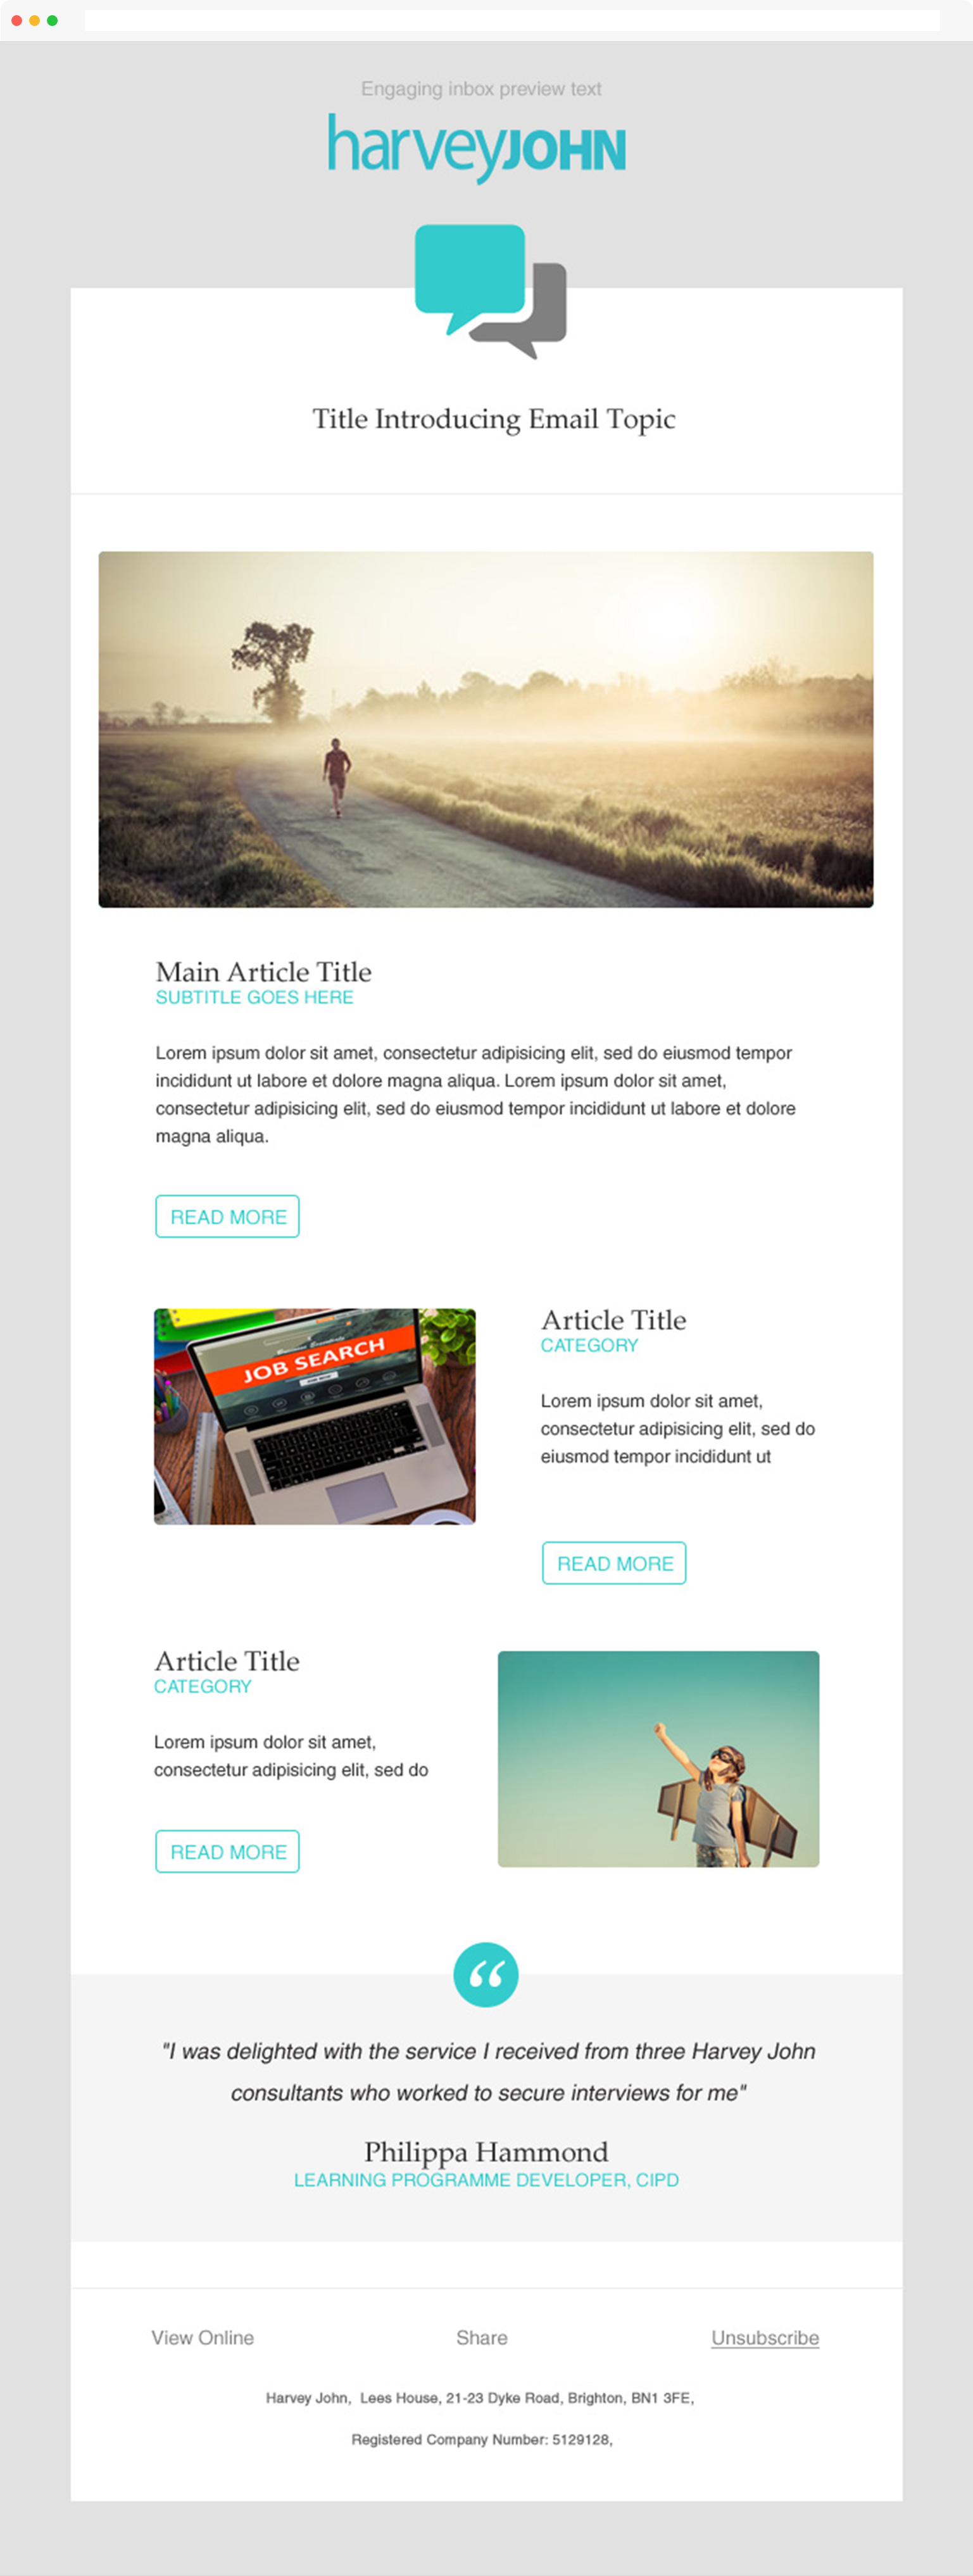 Engaging inbox preview text
harveyJOHN
Title Introducing Email Topic
Main Article Title
SUBTITLE GOES HERE
Lorem ipsum dolor sit amet, consectetur adipisicing elit, sed do eiusmod tempor
incididunt ut labore et dolore magna aliqua. Lorem ipsum dolor sit amet,
consectetur adipisicing elit, sed do eiusmod tempor incididunt ut labore et dolore
magna aliqua.
READ MORE
JOB SEARCH
Article Title
CATEGORY
Lorem ipsum dolor sit amet,
consectetur adipisicing elit, sed do
eiusmod tempor incididunt ut
READ MORE
Article Title
CATEGORY
Lorem ipsum dolor sit amet,
consectetur adipisicing elit, sed do
READ MORE
"I was delighted with the service I received from three Harvey John
consultants who worked to secure interviews for me"
Philippa Hammond
LEARNING PROGRAMME DEVELOPER, CIPD
View Online
Share
Unsubscribe
Harvey John,  Lees House, 21-23 Dyke Road, Brighton, BN1 3FE,
Registered Company Number: 5129128,